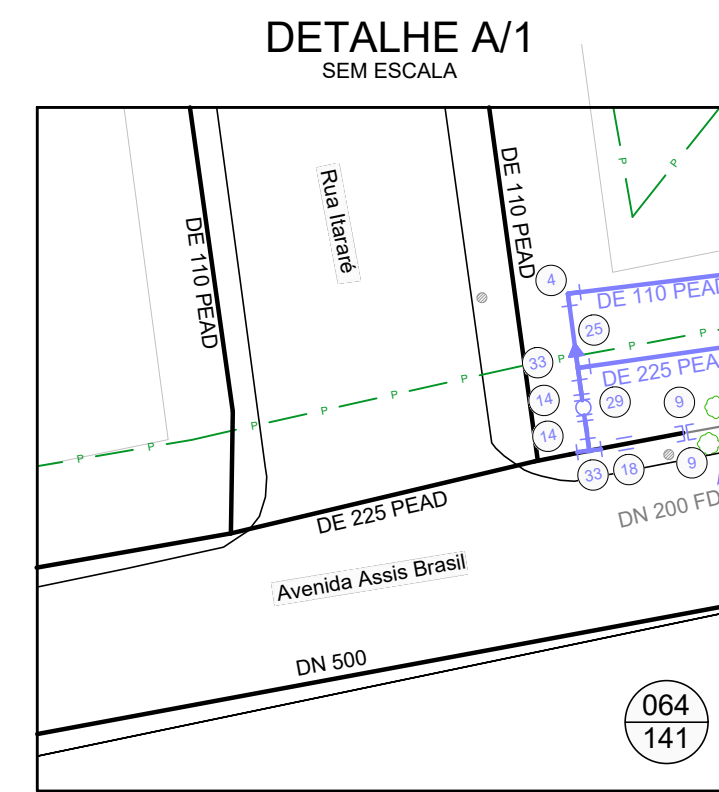 DETALHE A/1
SEM ESCALA
DE 110 PEAD
Rua Itararé
DE 110 PEAD
P
P
4
DE 110 PEAD
25
33
P
P
P
DE 225 PEA
14
29
9
14
33
18
9
P
P
P
P
P
P
DE 225 PEAD
DN 200 FD
Avenida Assis Brasil
DN 500
064
141